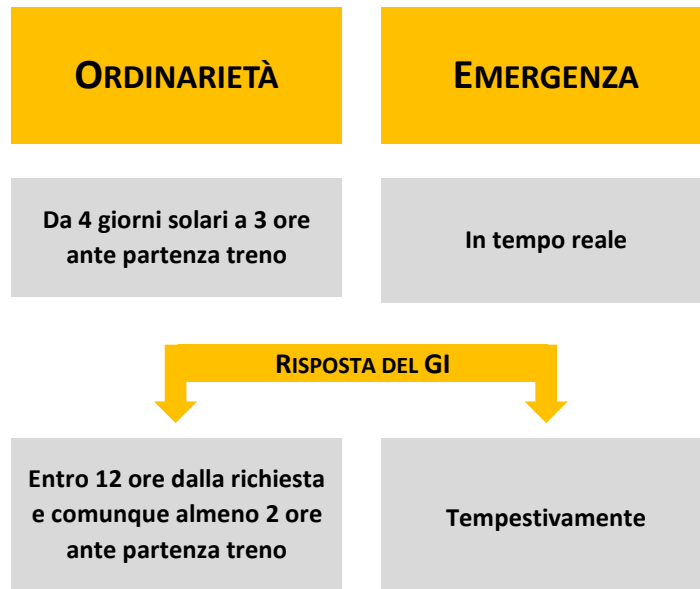 ORDINARIETÀ
EMERGENZA
Da 4 giorni solari a 3 ore
ante partenza treno
In tempo reale
RISPOSTA DEL GI
Entro 12 ore dalla richiesta
e comunque almeno 2 ore
ante partenza treno
Tempestivamente